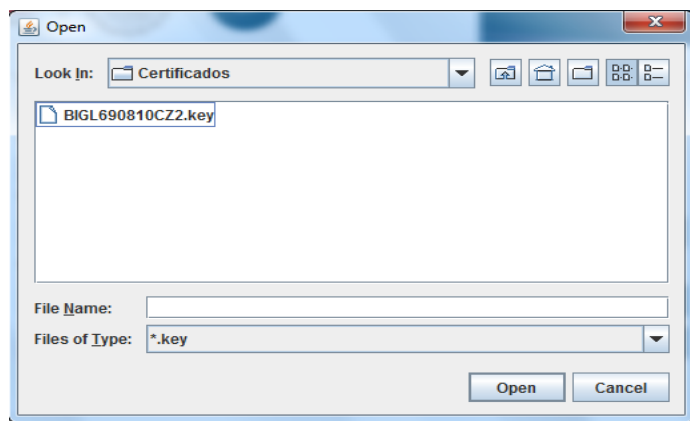 Open
Look In: Certificados
BIGL690810CZ2.key
File Name:
Files of Type: *.key
Open Cancel